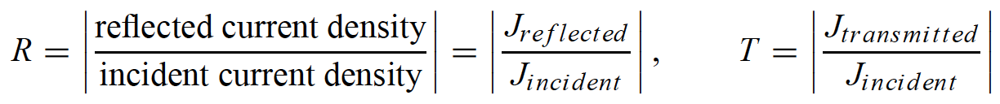 R = |reflected current density / incident current density| = |J_reflected / J_incident|, T = |J_transmitted / J_incident|